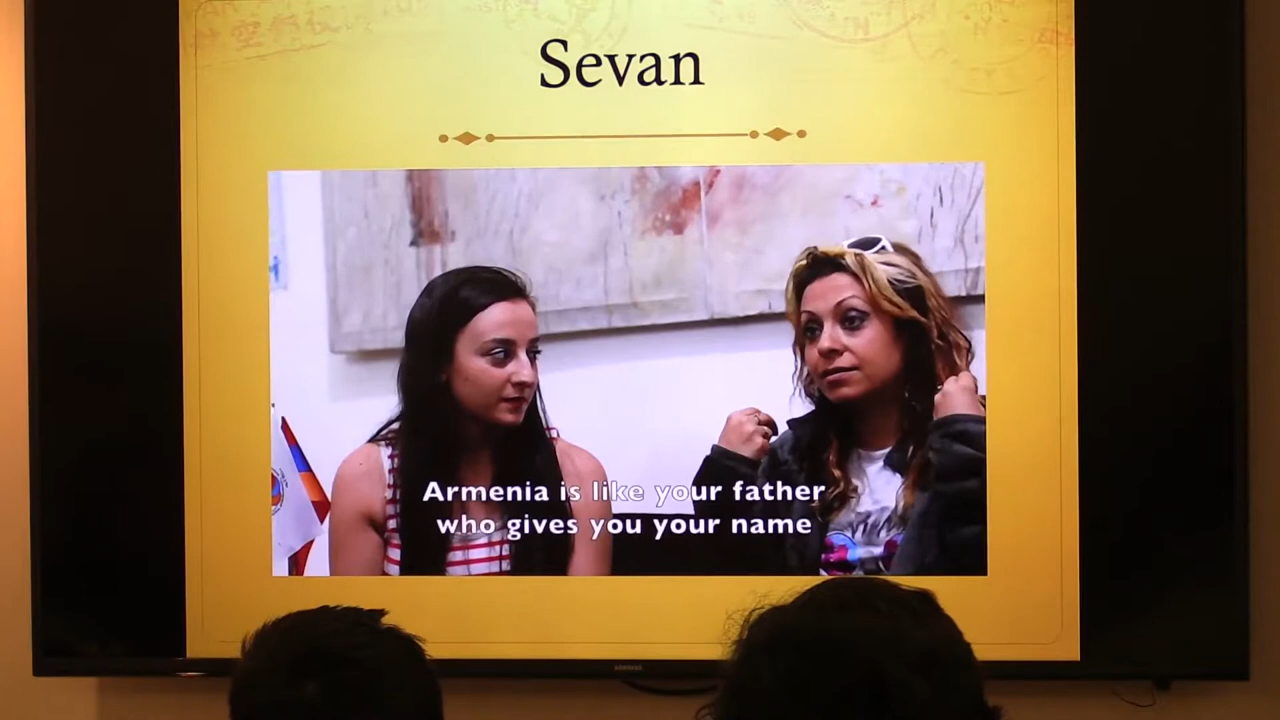 Sevan
Armenia is like your father
who gives you your name